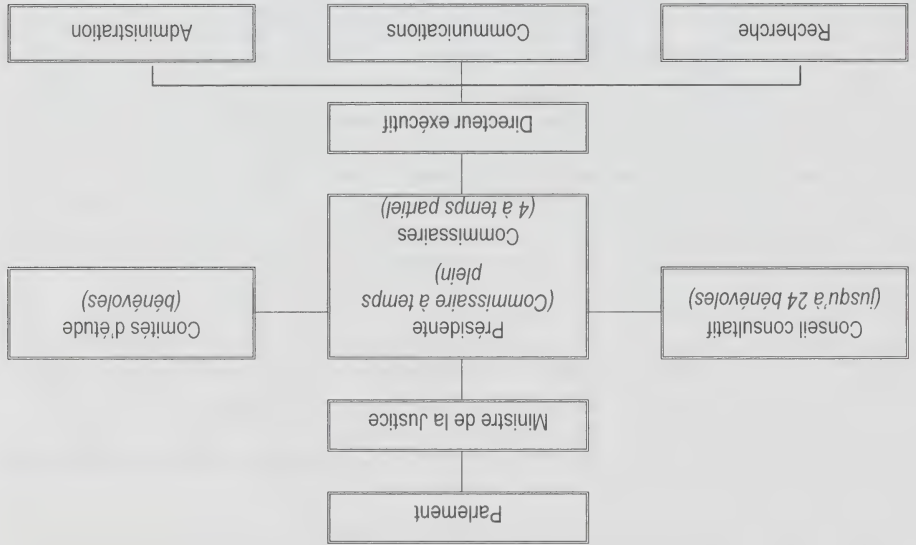 Parlement
Ministre de la Justice
Conseil consultatif
(jusqu'à 24 bénévoles)
Présidente
(Commissaire à temps
plein)
Commissaires
(4 à temps partiel)
Comités d'étude
(bénévoles)
Directeur exécutif
Recherche
Communications
Administration